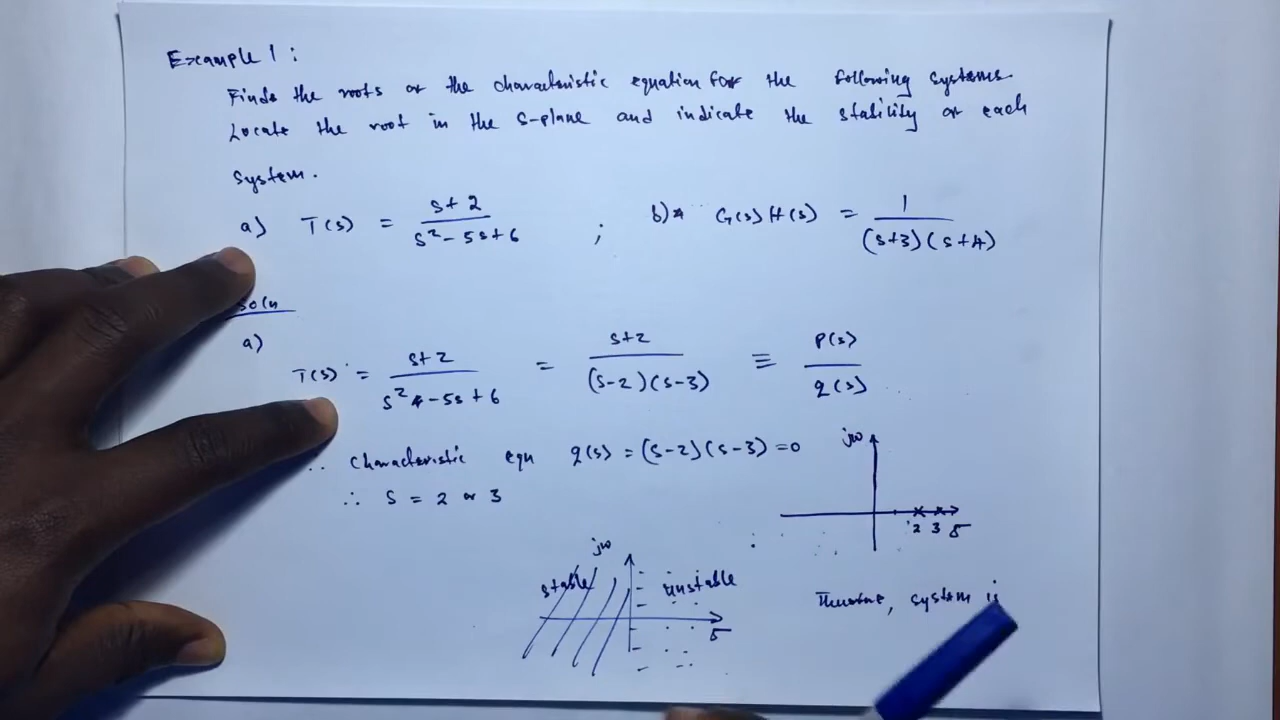 Example 1 :
Finds the roots of the characteristic equation for the following systems.
Locate the root in the s-plane and indicate the stability of each
system.
a) T(s) = s+2 / s² - 5s + 6 ; b) G(s) H(s) = 1 / (s+3)(s+4)
soln
a)
T(s) = s+2 / s² - 5s + 6 = s+2 / (s-2)(s-3) ≡ P(s) / q(s)
∴ characteristic eqn q(s) = (s-2)(s-3) = 0
∴ s = 2 or 3
jω
2 3 σ
jω
stable unstable
σ
system is